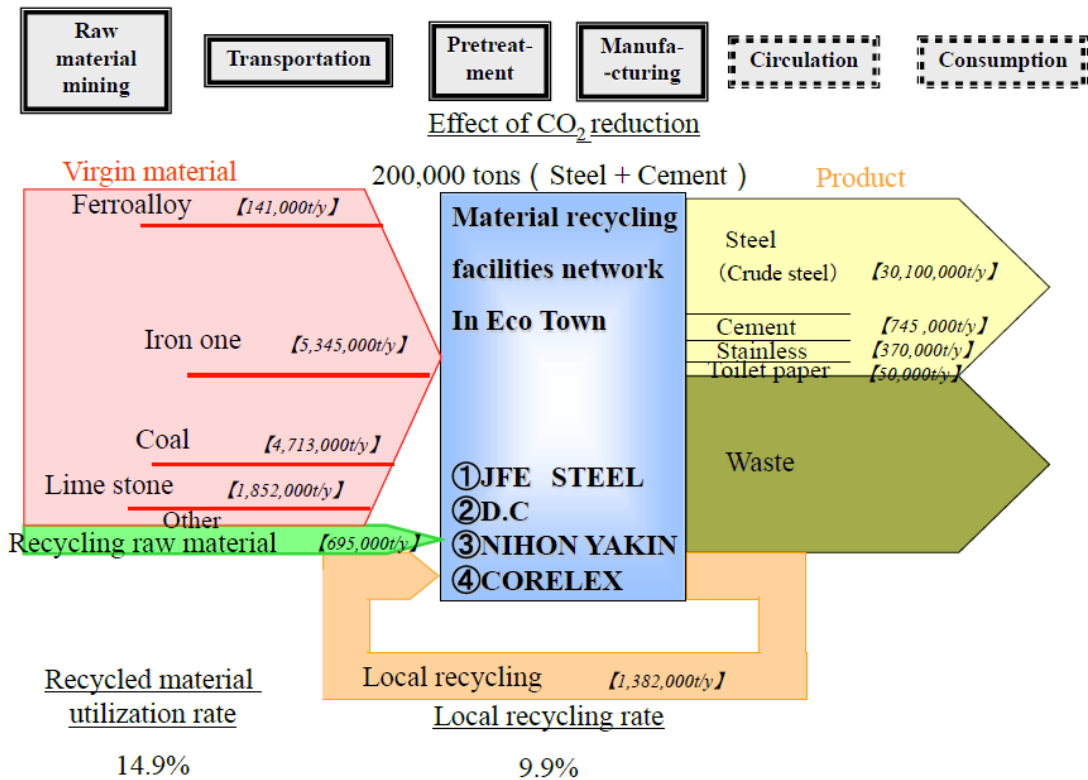 Raw
material
mining
Transportation
Pretreat-
ment
Manufa-
-cturing
Circulation
Consumption
Effect of CO₂ reduction
200,000 tons ( Steel + Cement )
Virgin material
Product
Ferroalloy 【141,000t/y】
Iron one 【5,345,000t/y】
Coal 【4,713,000t/y】
Lime stone 【1,852,000t/y】
Other
Recycling raw material 【695,000t/y】
Material recycling
facilities network
In Eco Town
①JFE STEEL
②D.C
③NIHON YAKIN
④CORELEX
Steel
(Crude steel) 【30,100,000t/y】
Cement 【745 ,000t/y】
Stainless 【370,000t/y】
Toilet paper 【50,000t/y】
Waste
Local recycling 【1,382,000t/y】
Recycled material
utilization rate
14.9%
Local recycling rate
9.9%